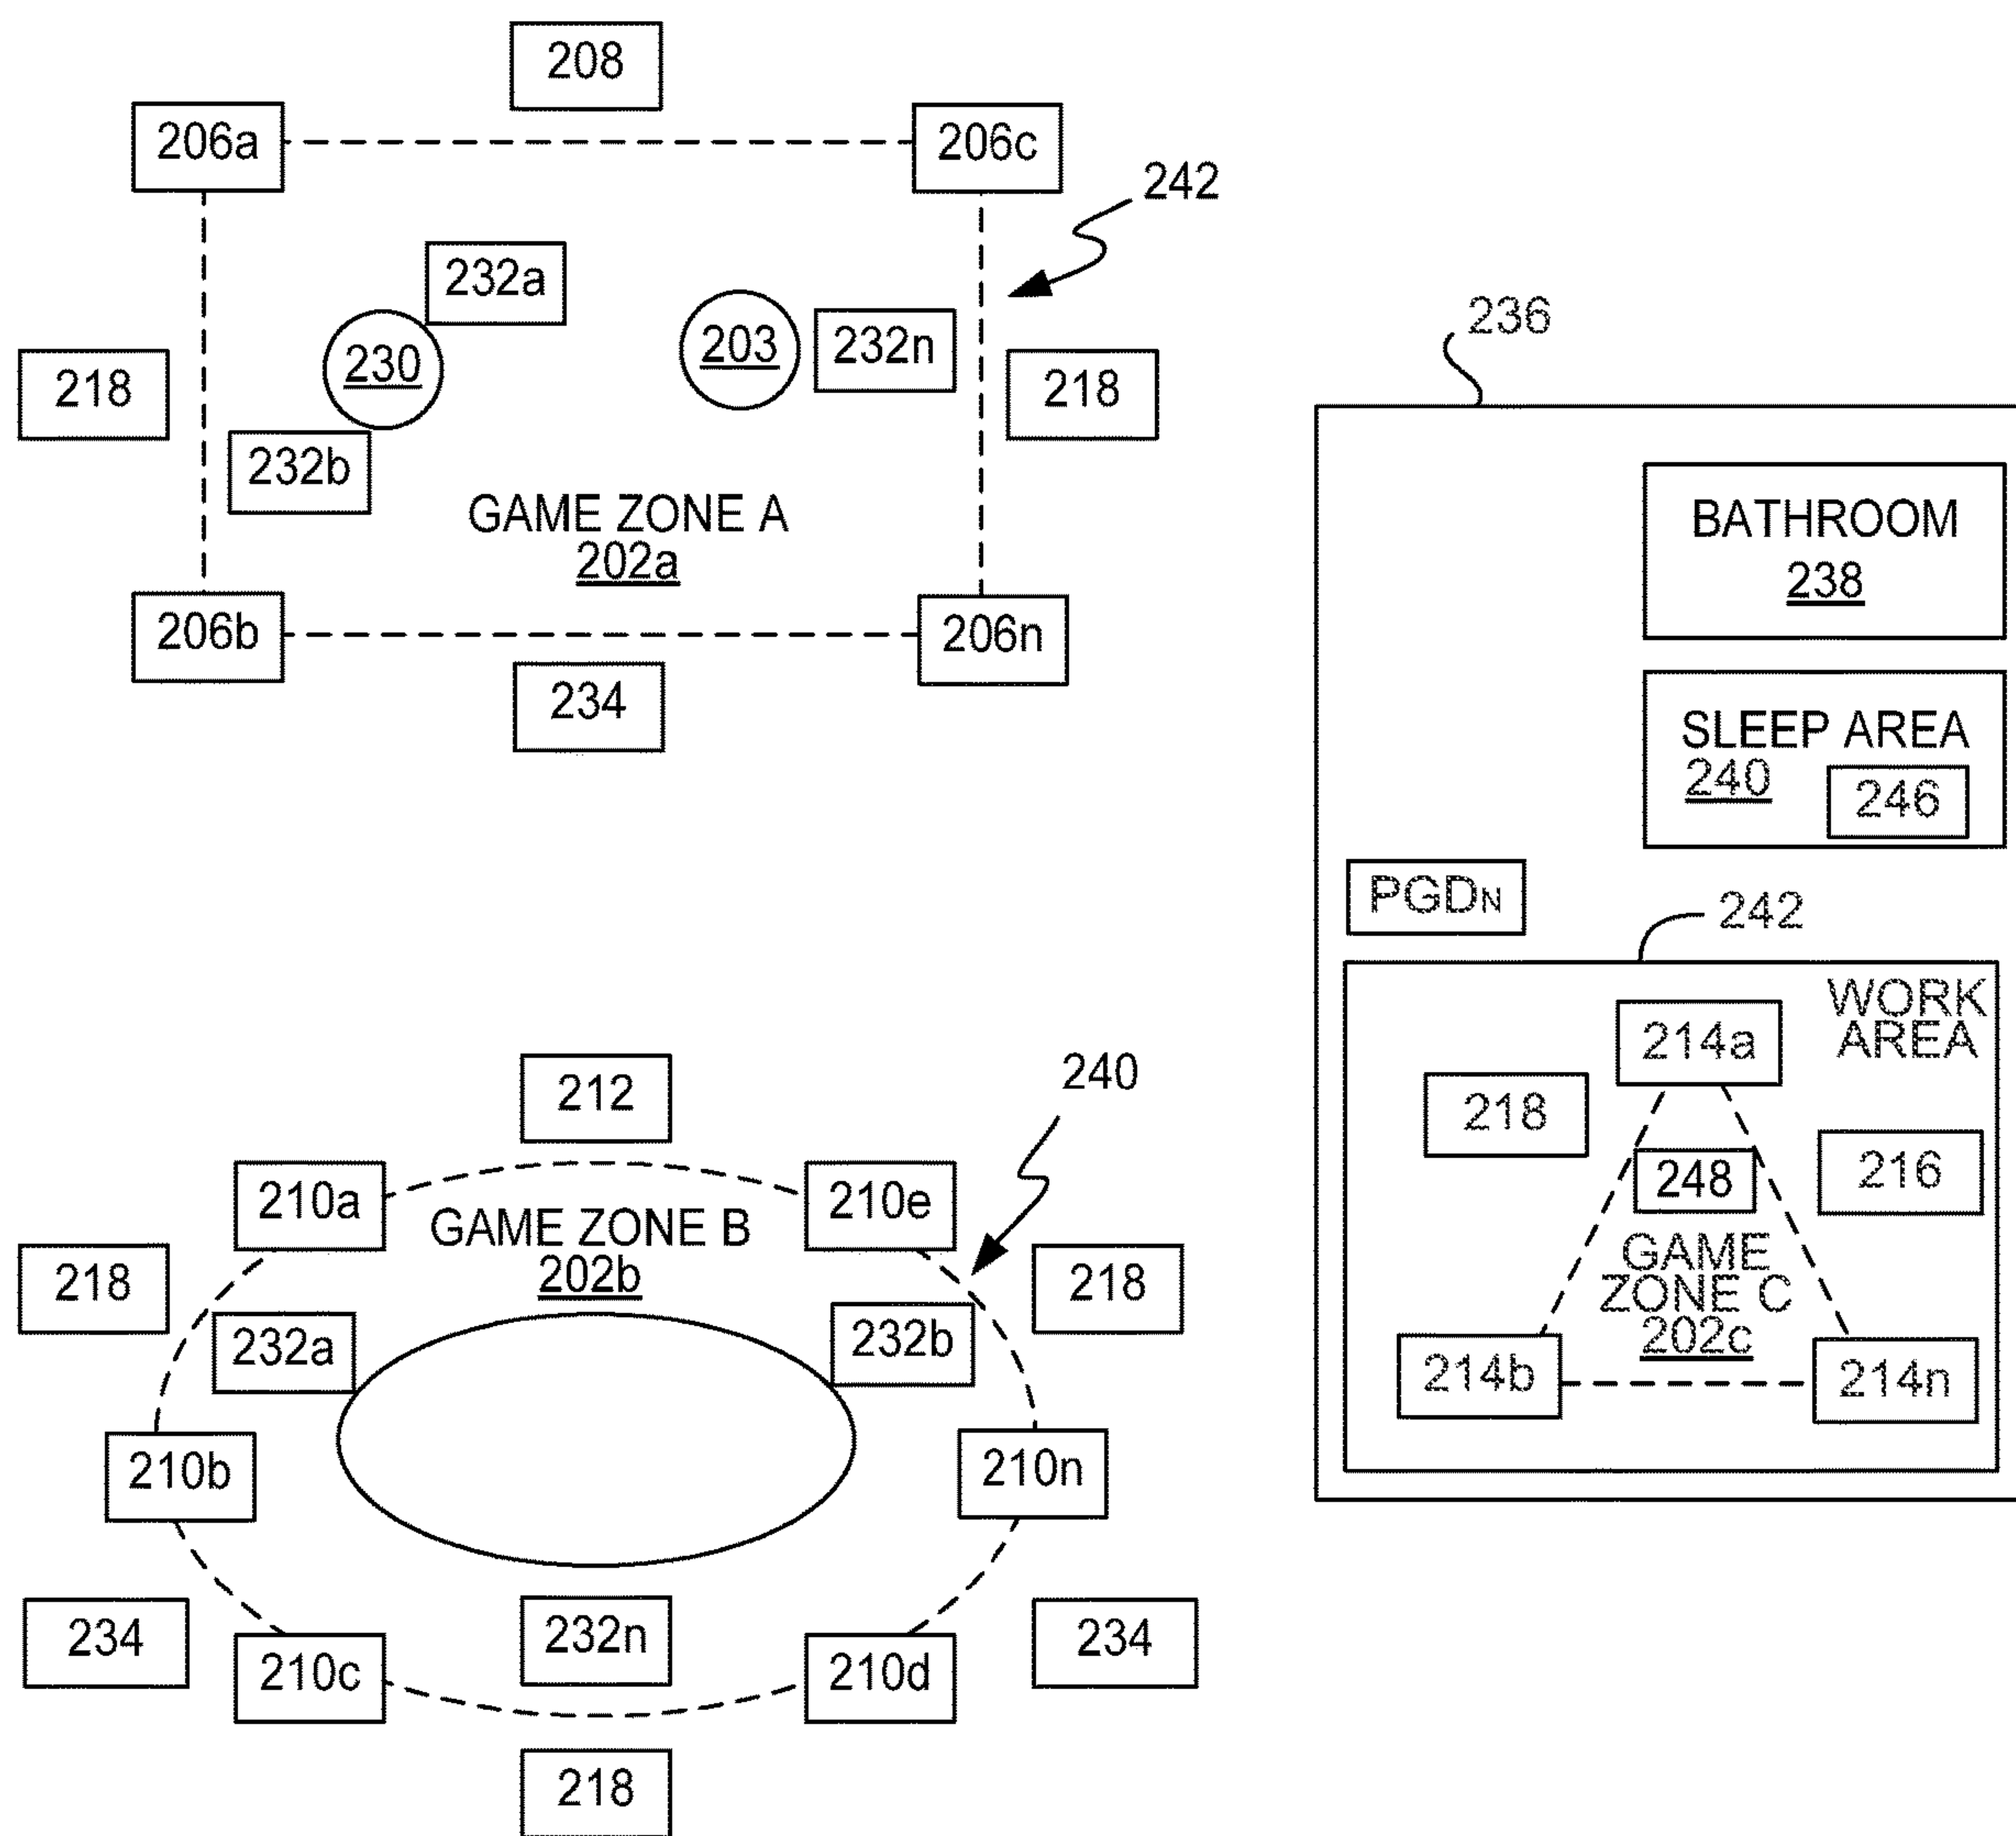 208
206a
206c
242
232a
230
203
232n
218
218
232b
GAME ZONE A
202a
206b
206n
234
236
BATHROOM
238
SLEEP AREA
240
246
PGDN
242
WORK
AREA
214a
218
248
216
GAME
ZONE C
202c
214b
214n
212
240
210a
210e
GAME ZONE B
202b
218
218
232a
232b
210b
210n
234
232n
234
210c
210d
218